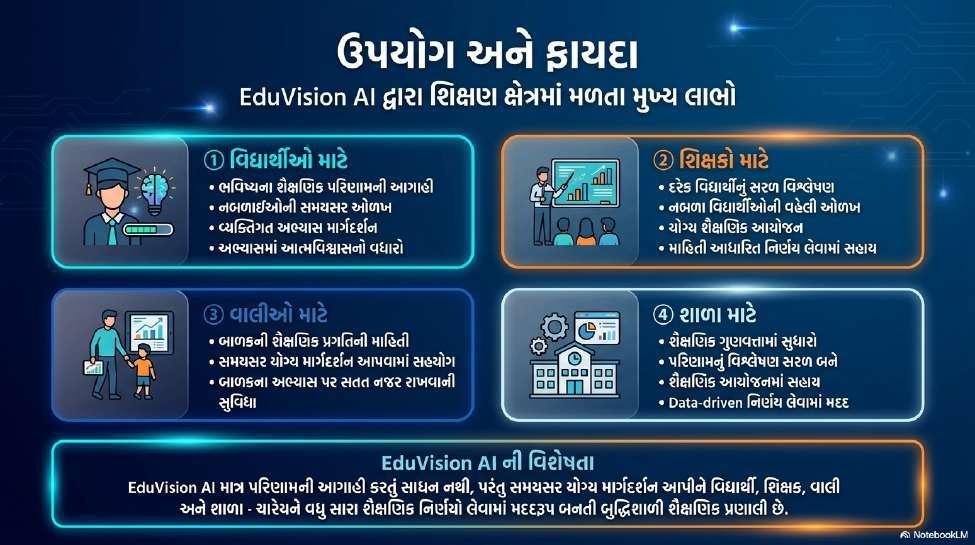 ઉપયોગ અને ફાયદા
EduVision AI દ્વારા શિક્ષણ ક્ષેત્રમાં મળતા મુખ્ય લાભો
① વિદ્યાર્થીઓ માટે
• ભવિષ્યના શૈક્ષણિક પરિણામની આગાહી
• નબળાઈઓની સમયસર ઓળખ
• વ્યક્તિગત અભ્યાસ માર્ગદર્શન
• અભ્યાસમાં આત્મવિશ્વાસનો વધારો
② શિક્ષકો માટે
• દરેક વિદ્યાર્થીનું સરળ વિશ્લેષણ
• નબળા વિદ્યાર્થીઓની વહેલી ઓળખ
• યોગ્ય શૈક્ષણિક આયોજન
• માહિતી આધારિત નિર્ણય લેવામાં સહાય
③ વાલીઓ માટે
• બાળકની શૈક્ષણિક પ્રગતિની માહિતી
• સમયસર યોગ્ય માર્ગદર્શન આપવામાં સહયોગ
• બાળકના અભ્યાસ પર સતત નજર રાખવાની
સુવિધા
④ શાળા માટે
• શૈક્ષણિક ગુણવત્તામાં સુધારો
• પરિણામનું વિશ્લેષણ સરળ બને
• શૈક્ષણિક આયોજનમાં સહાય
• Data-driven નિર્ણય લેવામાં મદદ
EduVision AI ની વિશેષતા
EduVision AI માત્ર પરિણામની આગાહી કરતું સાધન નથી, પરંતુ સમયસર યોગ્ય માર્ગદર્શન આપીને વિદ્યાર્થી, શિક્ષક, વાલી
અને શાળા - ચારેયને વધુ સારા શૈક્ષણિક નિર્ણયો લેવામાં મદદરૂપ બનતી બુદ્ધિશાળી શૈક્ષણિક પ્રણાલી છે.
NotebookLM